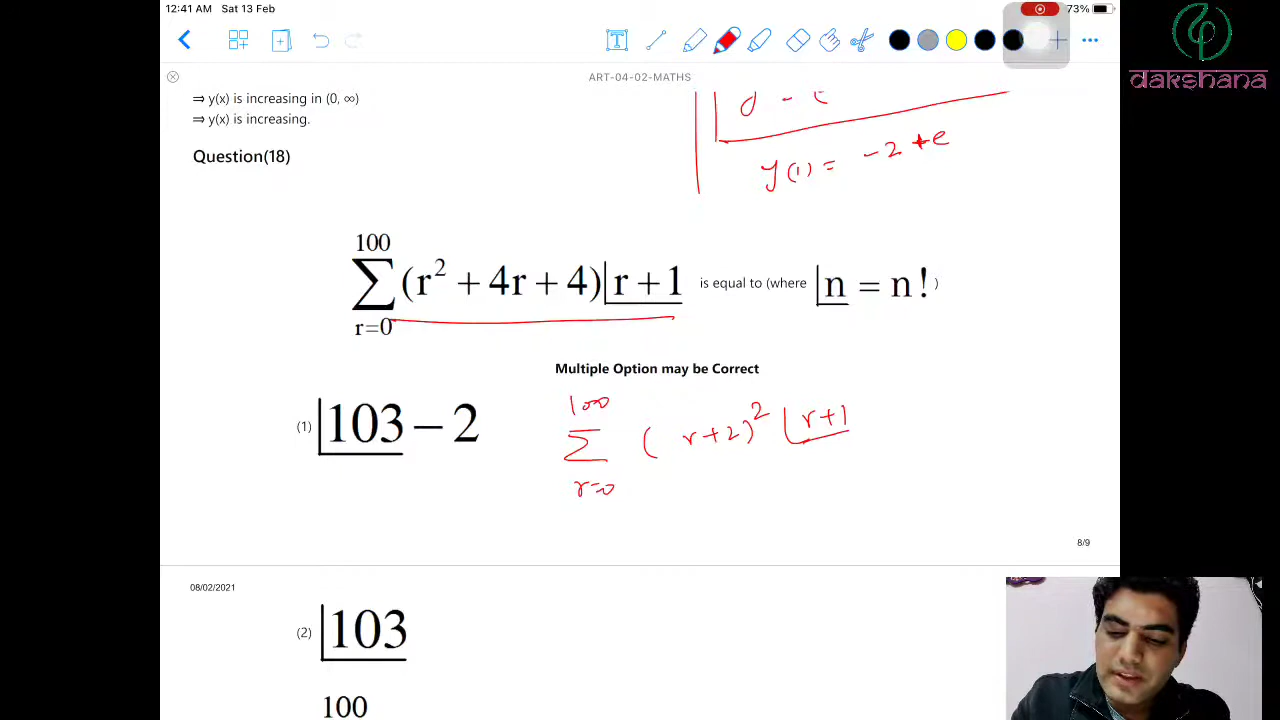 12:41 AM Sat 13 Feb
73%
dakshana
ART-04-02-MATHS
⇒ y(x) is increasing in (0, ∞)
⇒ y(x) is increasing.
y(1) = -2 + e
Question(18)
100
∑ (r² + 4r + 4)|r + 1 is equal to (where |n = n! )
r=0
Multiple Option may be Correct
(1) |103 − 2
100
∑ (r+2)² |r+1
r=0
8/9
08/02/2021
(2) |103
100